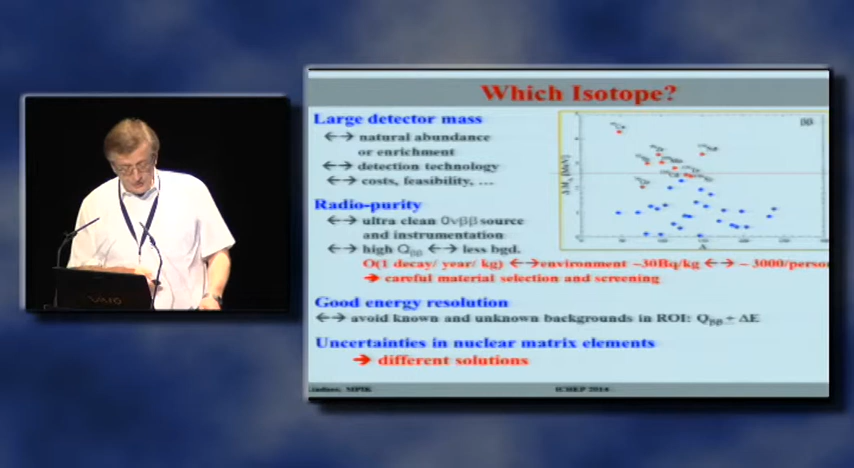 Which Isotope?
Large detector mass
←→ natural abundance
or enrichment
←→ detection technology
←→ costs, feasibility, ...
Radio-purity
←→ ultra clean 0νββ source
and instrumentation
←→ high Qββ ←→ less bgd.
O(1 decay/ year/ kg) ←→environment ~30Bq/kg ←→ ~ 3000/person
➔ careful material selection and screening
Good energy resolution
←→ avoid known and unknown backgrounds in ROI: Qββ ± ΔE
Uncertainties in nuclear matrix elements
➔ different solutions
ββ
A
MPIK
ICHEP 2014
VAIO